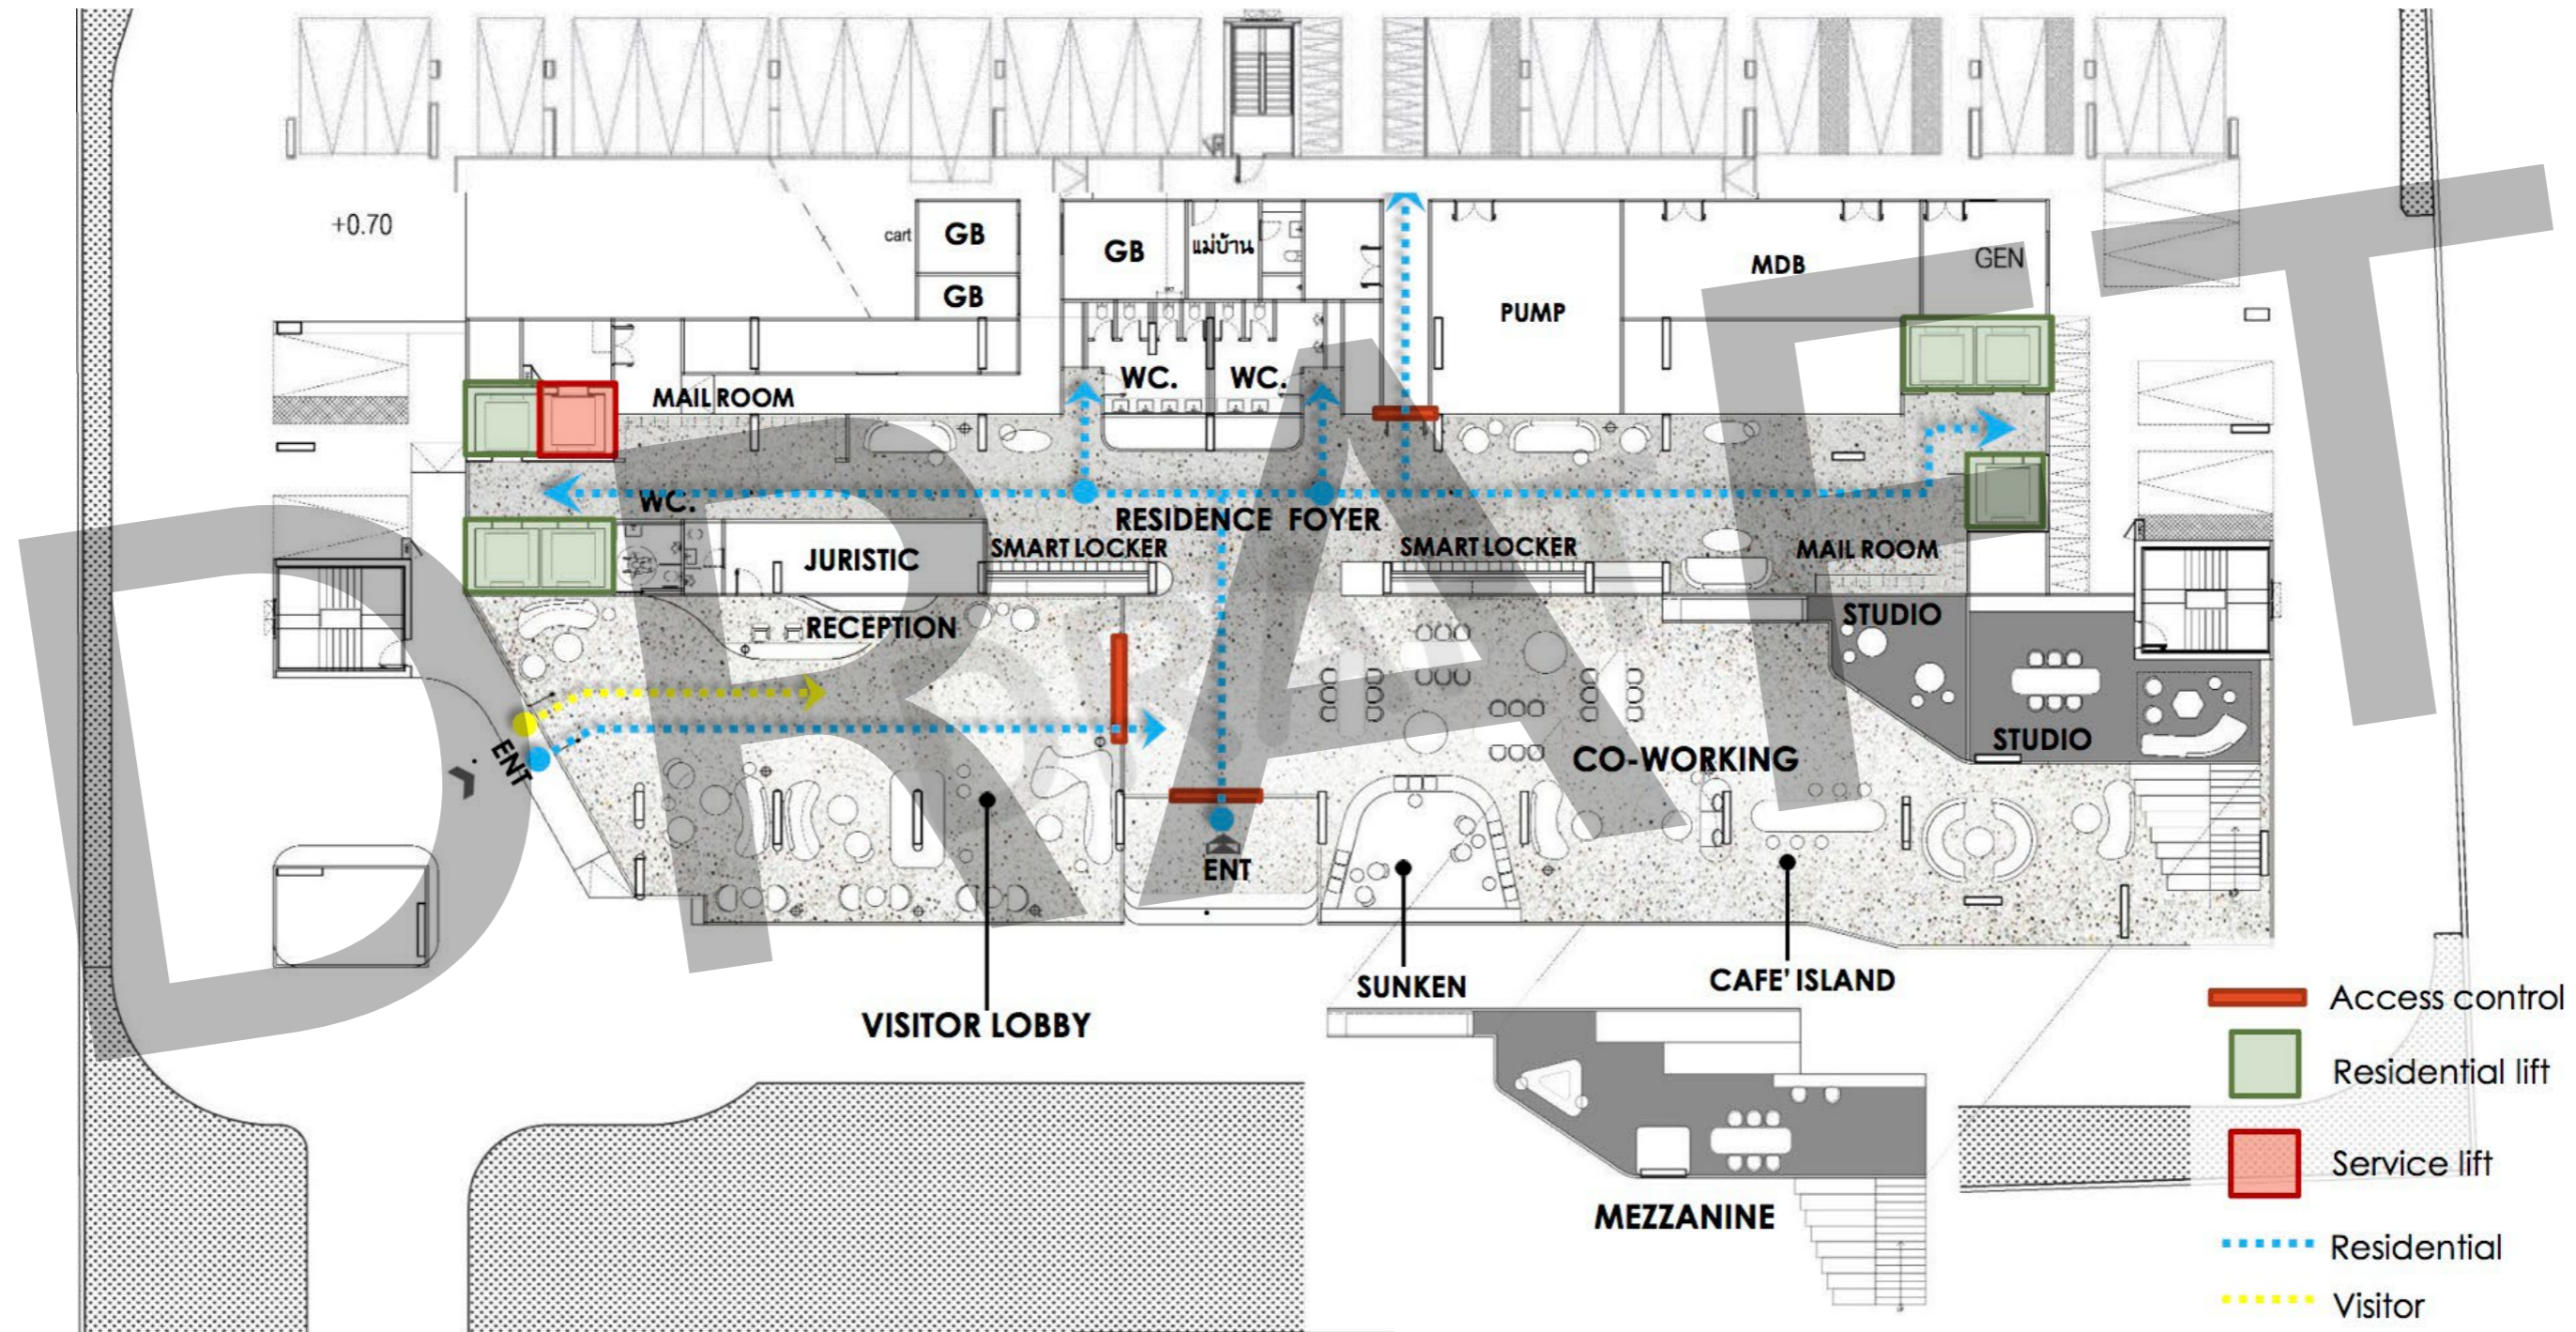 +0.70
cart
GB
GB
GB
แม่บ้าน
MDB
GEN
PUMP
WC.
WC.
MAIL ROOM
WC.
RESIDENCE FOYER
JURISTIC
SMART LOCKER
SMART LOCKER
MAIL ROOM
RECEPTION
STUDIO
STUDIO
ENT
CO-WORKING
ENT
SUNKEN
CAFE' ISLAND
VISITOR LOBBY
MEZZANINE
Access control
Residential lift
Service lift
Residential
Visitor
DRAFT